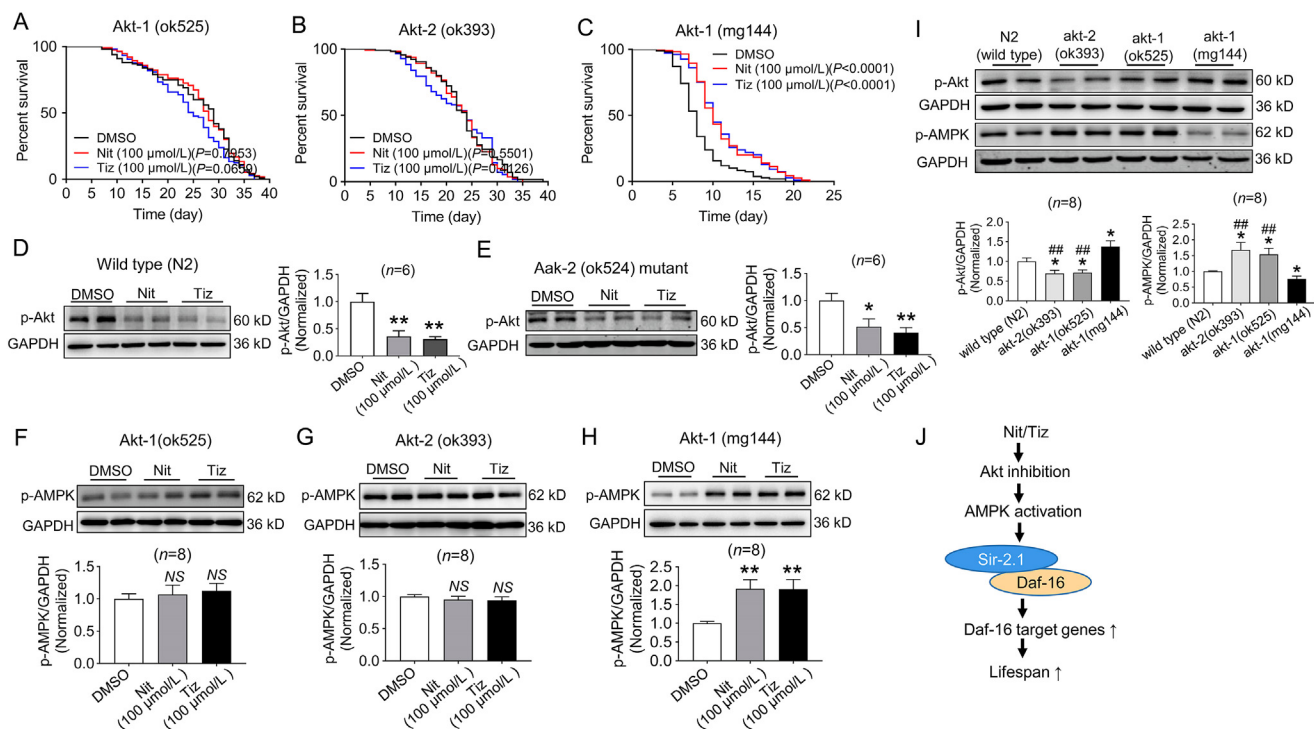 A
Akt-1 (ok525)
Percent survival
100
50
0
DMSO
Nit (100 μmol/L)(P=0.7953)
Tiz (100 μmol/L)(P=0.0659)
0 5 10 15 20 25 30 35 40
Time (day)
B
Akt-2 (ok393)
Percent survival
100
50
0
DMSO
Nit (100 μmol/L)(P=0.5501)
Tiz (100 μmol/L)
0 5 10 15 20 25 30 35 40
Time (day)
C
Akt-1 (mg144)
Percent survival
100
50
0
DMSO
Nit (100 μmol/L)(P<0.0001)
Tiz (100 μmol/L)(P<0.0001)
0 5 10 15 20 25
Time (day)
D
Wild type (N2)
DMSO Nit Tiz
p-Akt 60 kD
GAPDH 36 kD
(n=6)
p-Akt/GAPDH
(Normalized)
1.5
1.0
0.5
0.0
** **
DMSO
Nit
(100 μmol/L)
Tiz
(100 μmol/L)
E
Aak-2 (ok524) mutant
DMSO Nit Tiz
p-Akt 60 kD
GAPDH 36 kD
(n=6)
p-Akt/GAPDH
(Normalized)
1.5
1.0
0.5
0.0
* **
DMSO
Nit
(100 μmol/L)
Tiz
(100 μmol/L)
F
Akt-1(ok525)
DMSO Nit Tiz
p-AMPK 62 kD
GAPDH 36 kD
(n=8)
p-AMPK/GAPDH
(Normalized)
1.5
1.0
0.5
0.0
NS NS
DMSO
Nit
(100 μmol/L)
Tiz
(100 μmol/L)
G
Akt-2 (ok393)
DMSO Nit Tiz
p-AMPK 62 kD
GAPDH 36 kD
(n=8)
p-AMPK/GAPDH
(Normalized)
1.5
1.0
0.5
0.0
NS NS
DMSO
Nit
(100 μmol/L)
Tiz
(100 μmol/L)
H
Akt-1 (mg144)
DMSO Nit Tiz
p-AMPK 62 kD
GAPDH 36 kD
(n=8)
p-AMPK/GAPDH
(Normalized)
2.5
2.0
1.5
1.0
0.5
0.0
** **
DMSO
Nit
(100 μmol/L)
Tiz
(100 μmol/L)
I
N2 akt-2 akt-1 akt-1
(wild type) (ok393) (ok525) (mg144)
p-Akt 60 kD
GAPDH 36 kD
p-AMPK 62 kD
GAPDH 36 kD
(n=8)
p-Akt/GAPDH
(Normalized)
2.0
1.5
1.0
0.5
0.0
## ##
* * *
wild type (N2)
akt-2(ok393)
akt-1(ok525)
akt-1(mg144)
(n=8)
p-AMPK/GAPDH
(Normalized)
2.5
2.0
1.5
1.0
0.5
0.0
## ##
* * *
wild type (N2)
akt-2(ok393)
akt-1(ok525)
akt-1(mg144)
J
Nit/Tiz
Akt inhibition
AMPK activation
Sir-2.1
Daf-16
Daf-16 target genes ↑
Lifespan ↑